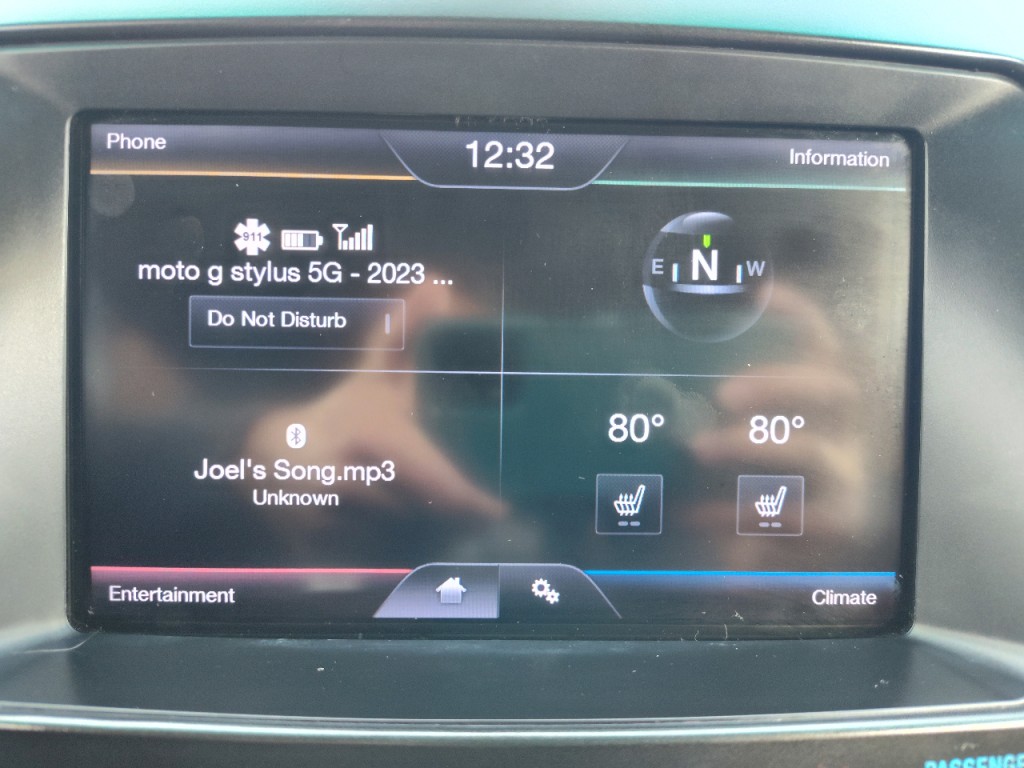 Phone
12:32
Information
911
moto g stylus 5G - 2023 ...
Do Not Disturb
E N W
80° 80°
Joel's Song.mp3
Unknown
Entertainment
Climate